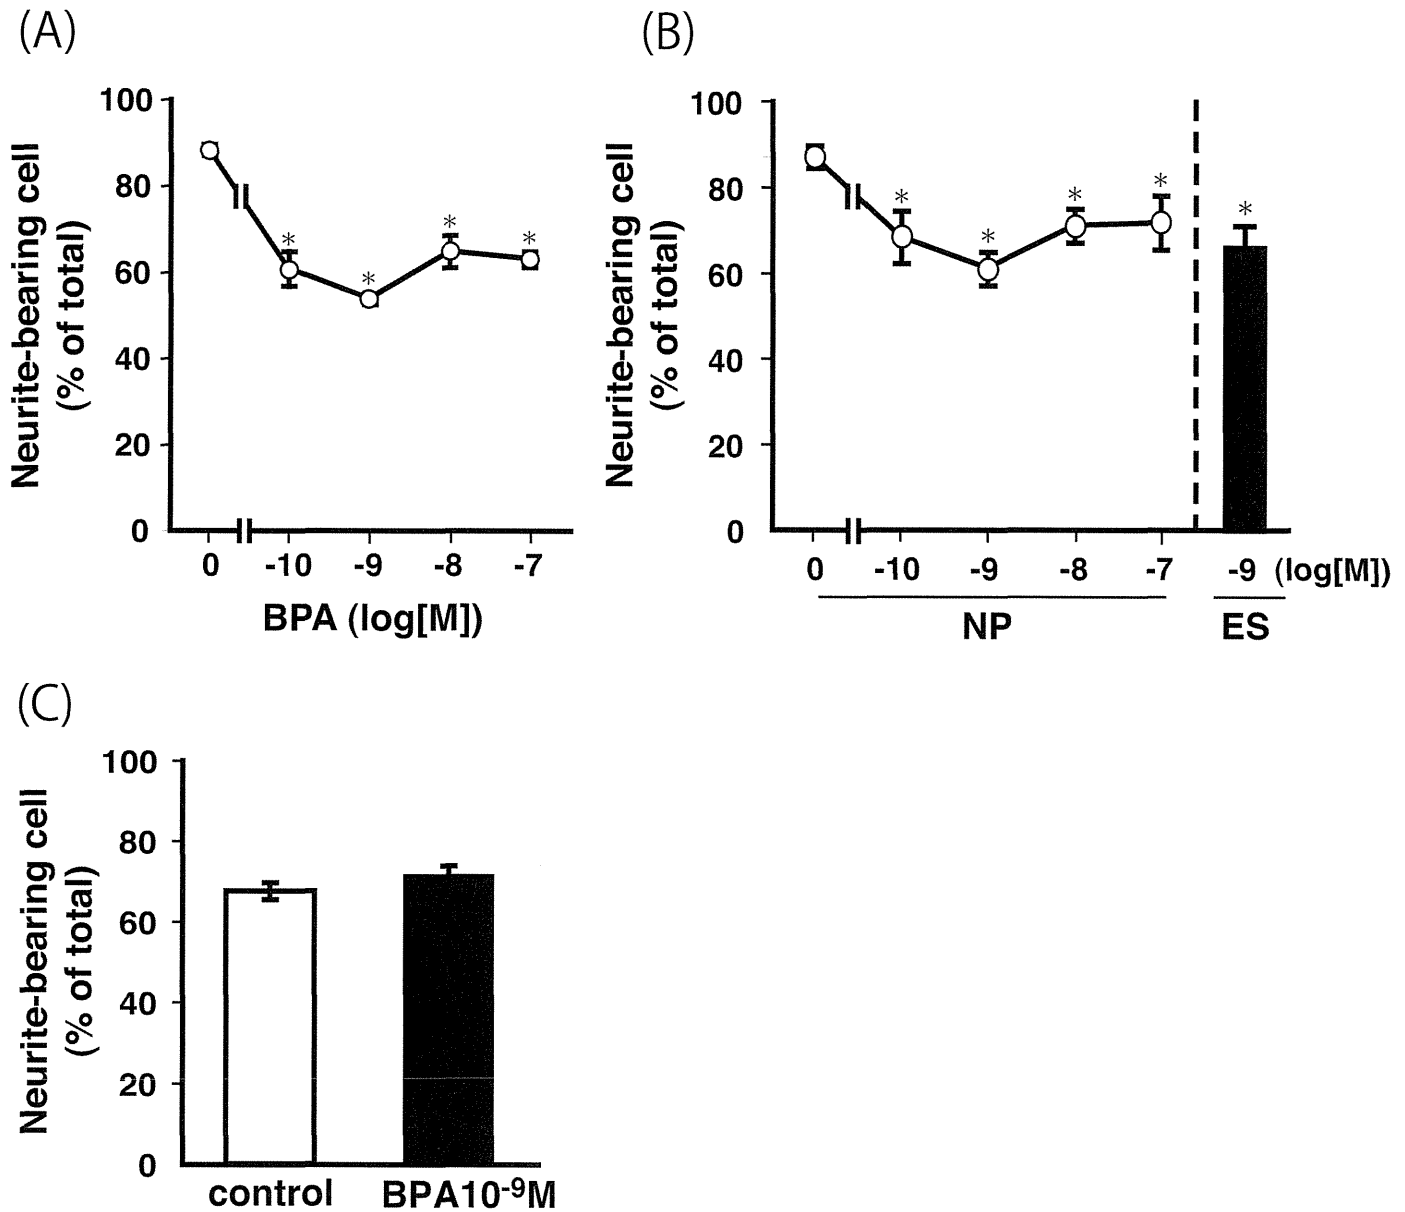 (A)
Neurite-bearing cell
(% of total)
100
80
60
40
20
0
*
*
*
*
0 -10 -9 -8 -7
BPA (log[M])
(B)
Neurite-bearing cell
(% of total)
100
80
60
40
20
0
*
*
*
*
*
0 -10 -9 -8 -7 -9 (log[M])
NP ES
(C)
Neurite-bearing cell
(% of total)
100
80
60
40
20
0
control BPA10⁻⁹M